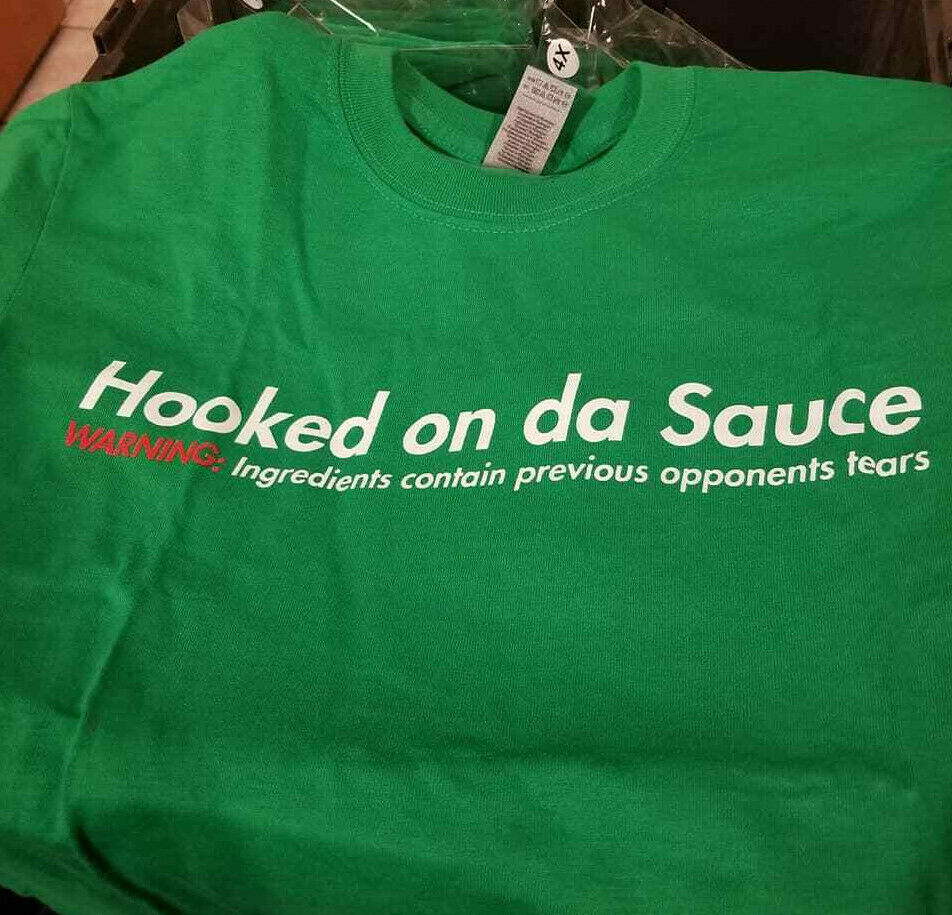 4X
Hooked on da Sauce
WARNING: Ingredients contain previous opponents tears